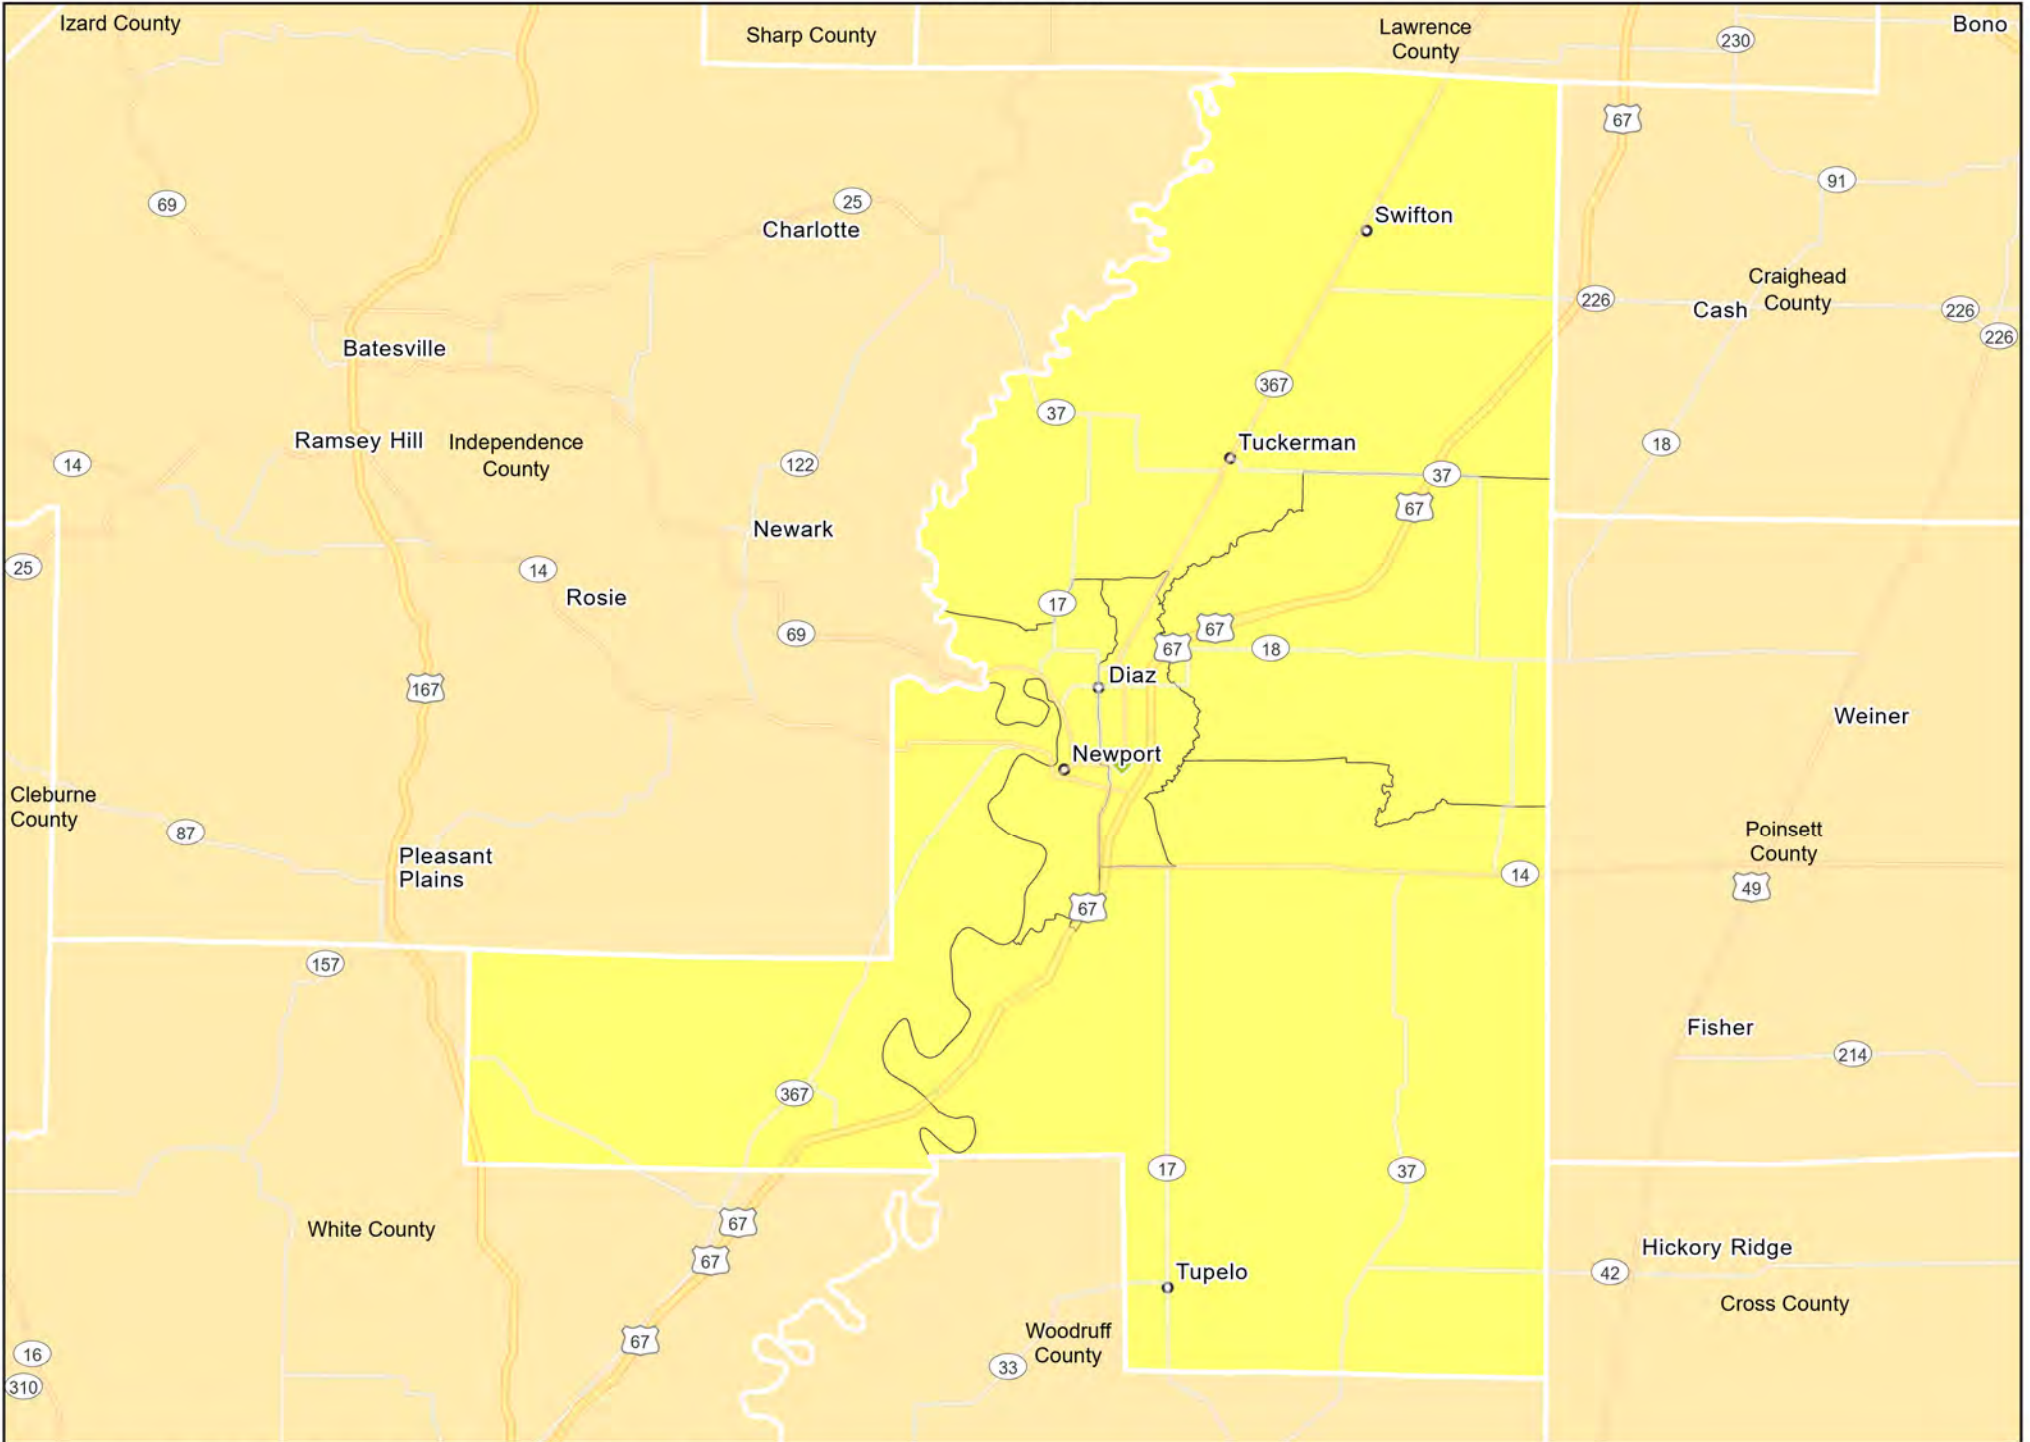 Izard County
Sharp County
Lawrence
County
230
Bono
67
69
25
Charlotte
91
Swifton
226
Craighead
County
Cash
226
226
Batesville
367
37
Ramsey Hill
Independence
County
14
122
Tuckerman
18
37
67
Newark
25
14
Rosie
17
69
67
67
18
167
Diaz
Weiner
Newport
Cleburne
County
87
Poinsett
County
Pleasant
Plains
14
49
67
157
Fisher
214
367
17
37
White County
67
67
Hickory Ridge
42
Tupelo
Cross County
67
Woodruff
County
16
33
310